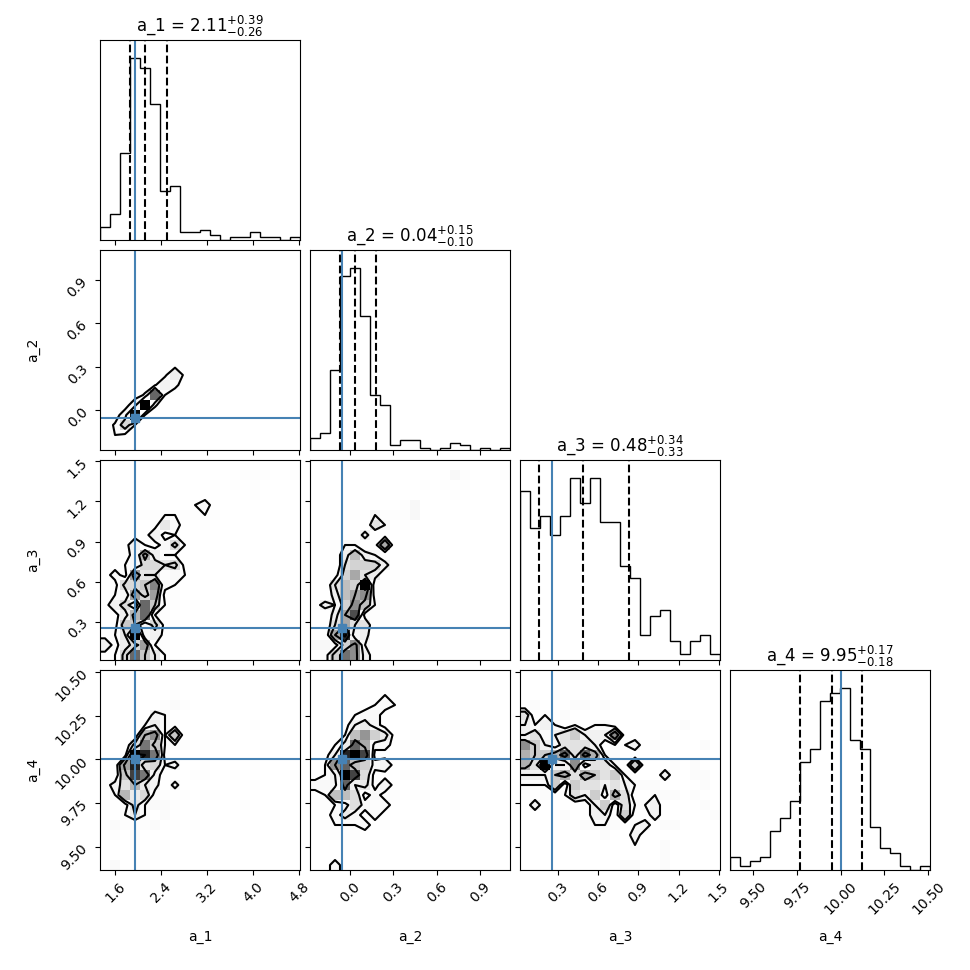 a_1 = 2.11+0.39−0.26
a_2 = 0.04+0.15−0.10
0.9
0.6
0.3
0.0
a_2
a_3 = 0.48+0.34−0.33
1.5
1.2
0.9
0.6
0.3
a_3
a_4 = 9.95+0.17−0.18
10.50
10.25
10.00
9.75
9.50
a_4
1.6 2.4 3.2 4.0 4.8
0.0 0.3 0.6 0.9
0.3 0.6 0.9 1.2 1.5
9.50 9.75 10.00 10.25 10.50
a_1 a_2 a_3 a_4